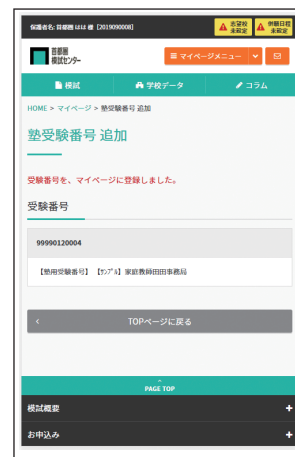 保護者名: 首都圏 はは 様 [2019090008]
志望校
未設定
併願日程
未設定
首都圏
模試センター
マイページメニュー
模試
学校データ
コラム
HOME > マイページ > 塾受験番号 追加
塾受験番号 追加
受験番号を、マイページに登録しました。
受験番号
99990120004
【塾用受験番号】【ｻﾝﾌﾟﾙ】家庭教師田田事務局
TOPページに戻る
PAGE TOP
模試概要
お申込み